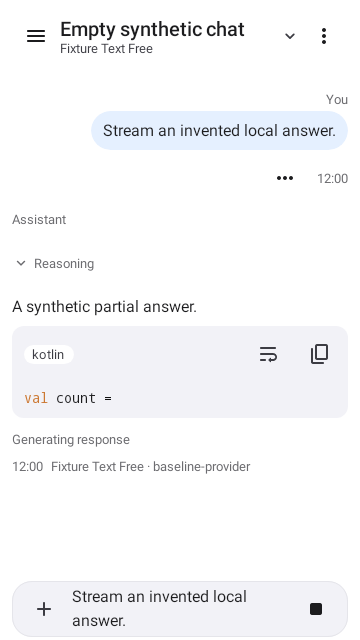 Empty synthetic chat
Fixture Text Free
You
Stream an invented local answer.
12:00
Assistant
Reasoning
A synthetic partial answer.
kotlin
val count =
Generating response
12:00 Fixture Text Free · baseline-provider
Stream an invented local
answer.